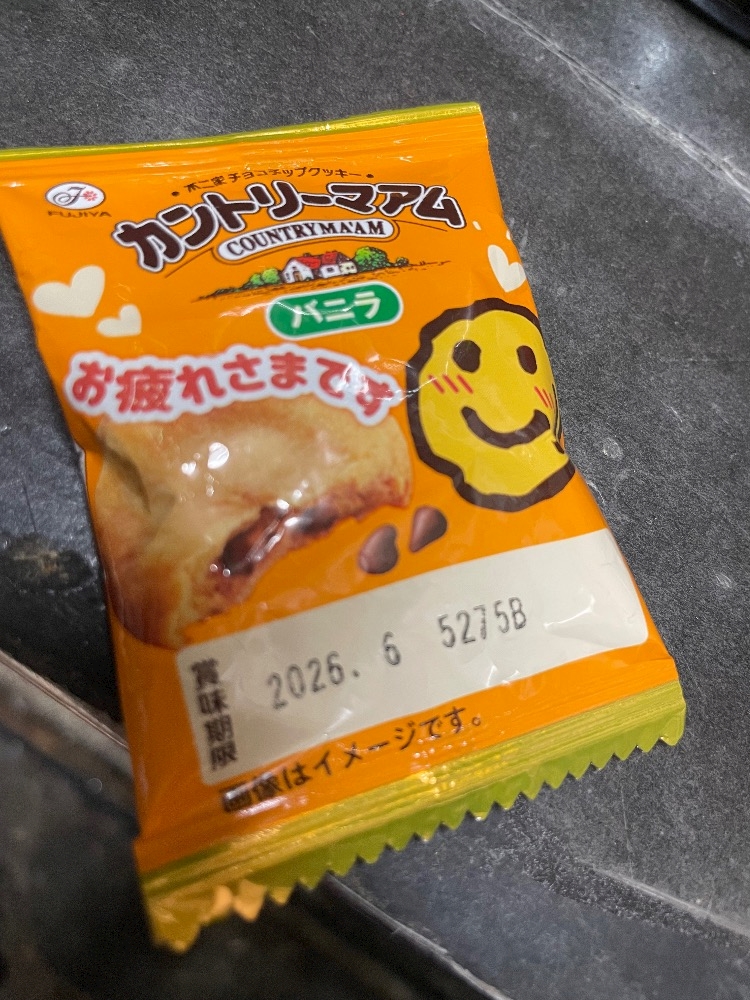 不二家チョコチップクッキー
FUJIYA
カントリーマアム
COUNTRY MA'AM
バニラ
お疲れさまです
賞味期限
2026. 6 5275B
画像はイメージです。